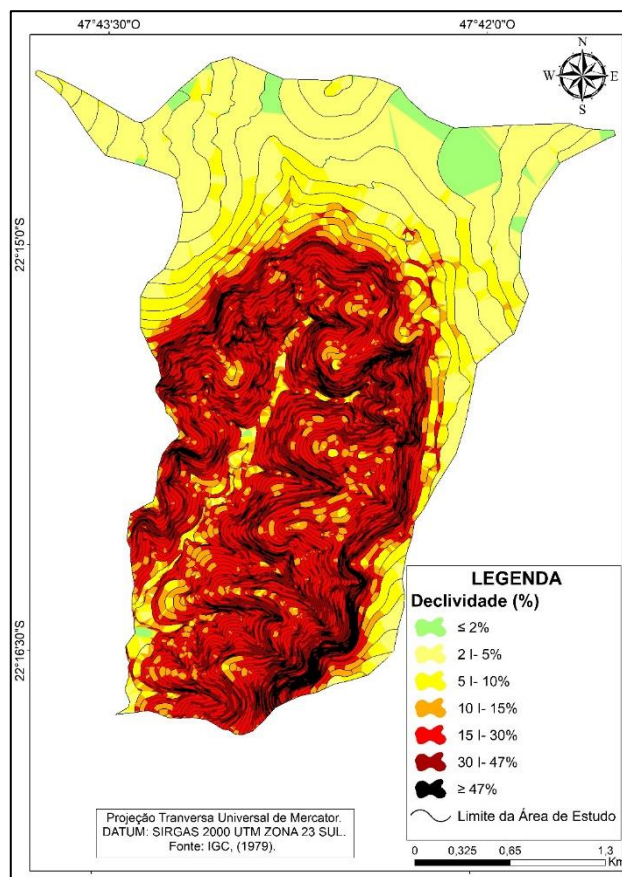 47°43'30"O
47°42'0"O
N
W
E
S
22°15'0"S
22°16'30"S
LEGENDA
Declividade (%)
≤ 2%
2 I- 5%
5 I- 10%
10 I- 15%
15 I- 30%
30 I- 47%
≥ 47%
Limite da Área de Estudo
Projeção Tranversa Universal de Mercator.
DATUM: SIRGAS 2000 UTM ZONA 23 SUL.
Fonte: IGC, (1979).
0 0,325 0,65 1,3
Km